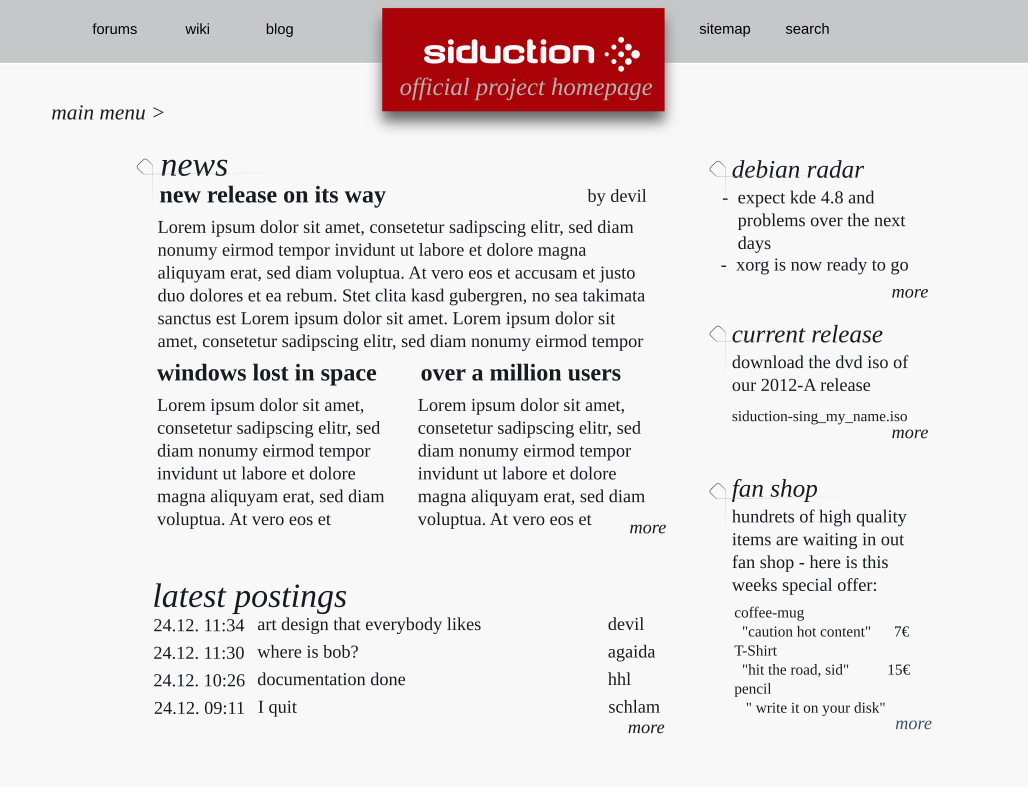 forums wiki blog
siduction
official project homepage
sitemap search
main menu >
news
new release on its way by devil
Lorem ipsum dolor sit amet, consetetur sadipscing elitr, sed diam
nonumy eirmod tempor invidunt ut labore et dolore magna
aliquyam erat, sed diam voluptua. At vero eos et accusam et justo
duo dolores et ea rebum. Stet clita kasd gubergren, no sea takimata
sanctus est Lorem ipsum dolor sit amet. Lorem ipsum dolor sit
amet, consetetur sadipscing elitr, sed diam nonumy eirmod tempor
windows lost in space
Lorem ipsum dolor sit amet,
consetetur sadipscing elitr, sed
diam nonumy eirmod tempor
invidunt ut labore et dolore
magna aliquyam erat, sed diam
voluptua. At vero eos et
over a million users
Lorem ipsum dolor sit amet,
consetetur sadipscing elitr, sed
diam nonumy eirmod tempor
invidunt ut labore et dolore
magna aliquyam erat, sed diam
voluptua. At vero eos et
more
latest postings
24.12. 11:34 art design that everybody likes devil
24.12. 11:30 where is bob? agaida
24.12. 10:26 documentation done hhl
24.12. 09:11 I quit schlam
more
debian radar
- expect kde 4.8 and
problems over the next
days
- xorg is now ready to go
more
current release
download the dvd iso of
our 2012-A release
siduction-sing_my_name.iso
more
fan shop
hundrets of high quality
items are waiting in out
fan shop - here is this
weeks special offer:
coffee-mug
"caution hot content" 7€
T-Shirt
"hit the road, sid" 15€
pencil
" write it on your disk"
more